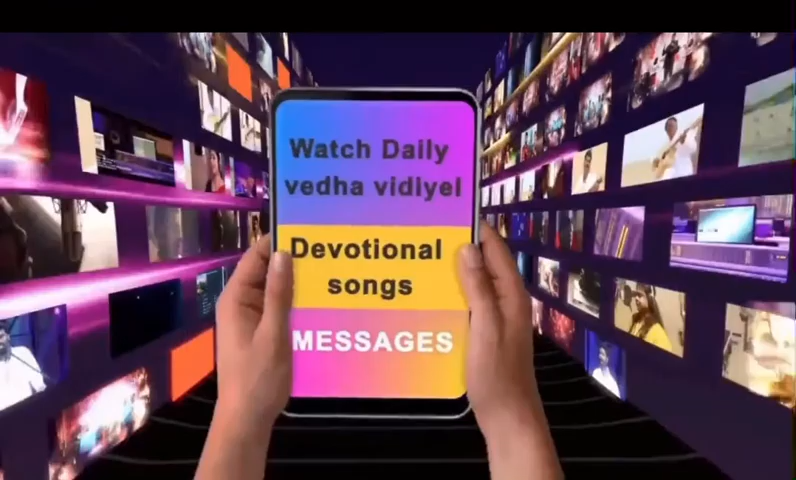 Watch Daily
vedha vidiyel
Devotional
songs
MESSAGES